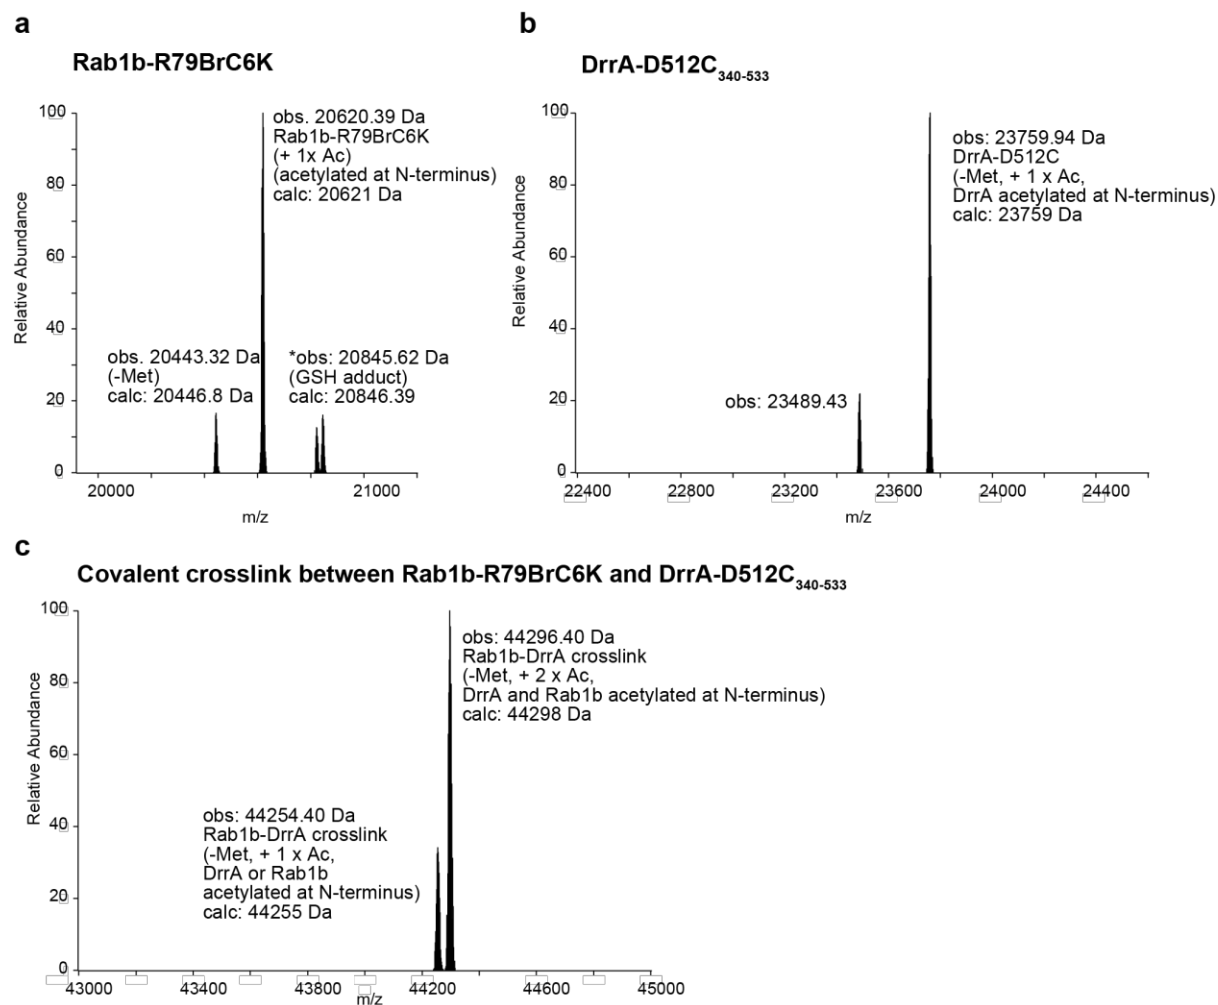 a
Rab1b-R79BrC6K
100
80
60
40
20
0
Relative Abundance
obs. 20620.39 Da
Rab1b-R79BrC6K
(+ 1x Ac)
(acetylated at N-terminus)
calc: 20621 Da
obs. 20443.32 Da
(-Met)
calc: 20446.8 Da
*obs: 20845.62 Da
(GSH adduct)
calc: 20846.39
20000 21000
m/z
b
DrrA-D512C340-533
100
80
60
40
20
0
Relative Abundance
obs: 23759.94 Da
DrrA-D512C
(-Met, + 1 x Ac,
DrrA acetylated at N-terminus)
calc: 23759 Da
obs: 23489.43
22400 22800 23200 23600 24000 24400
m/z
c
Covalent crosslink between Rab1b-R79BrC6K and DrrA-D512C340-533
100
80
60
40
20
0
Relative Abundance
obs: 44296.40 Da
Rab1b-DrrA crosslink
(-Met, + 2 x Ac,
DrrA and Rab1b acetylated at N-terminus)
calc: 44298 Da
obs: 44254.40 Da
Rab1b-DrrA crosslink
(-Met, + 1 x Ac,
DrrA or Rab1b
acetylated at N-terminus)
calc: 44255 Da
43000 43400 43800 44200 44600 45000
m/z